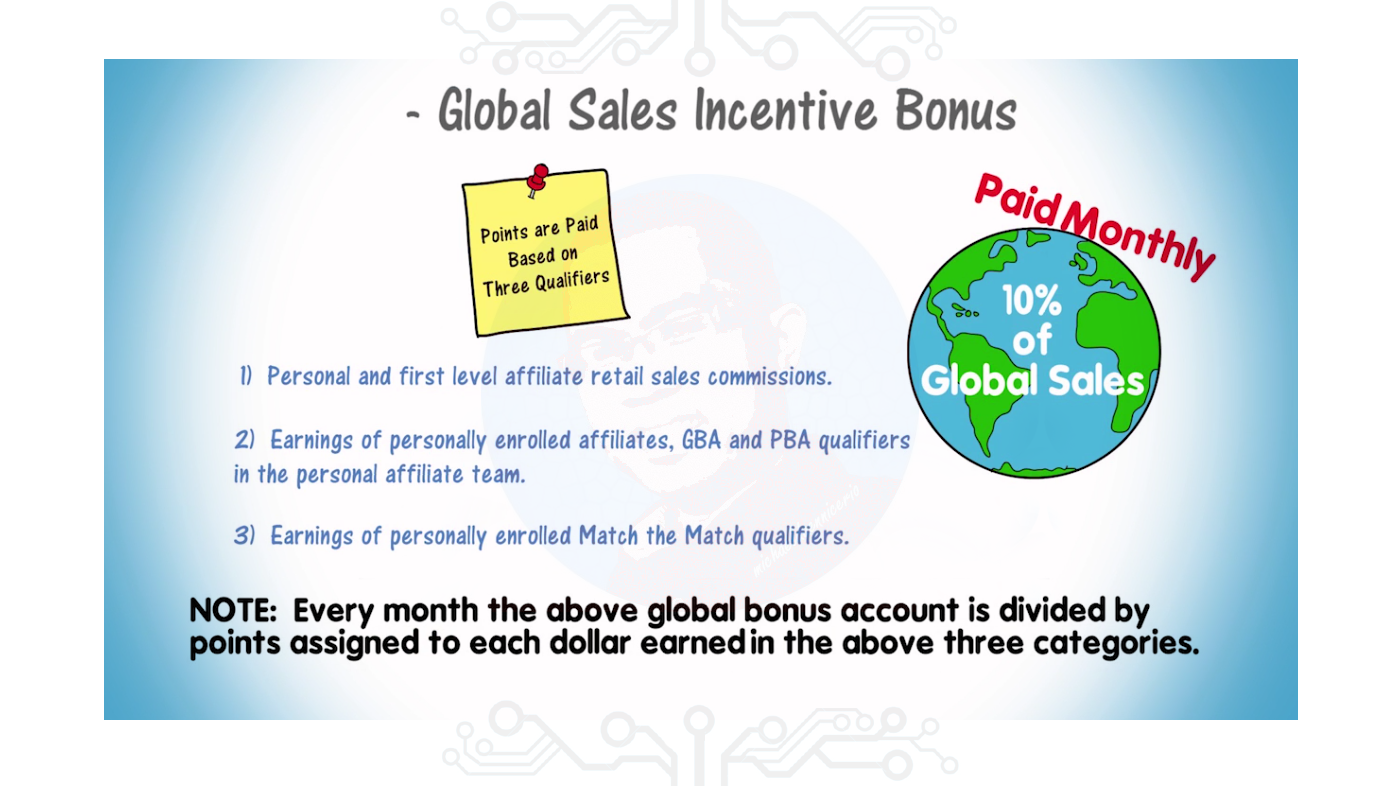 - Global Sales Incentive Bonus
Points are Paid
Based on
Three Qualifiers
Paid Monthly
10%
of
Global Sales
1) Personal and first level affiliate retail sales commissions.
2) Earnings of personally enrolled affiliates, GBA and PBA qualifiers
in the personal affiliate team.
3) Earnings of personally enrolled Match the Match qualifiers.
NOTE: Every month the above global bonus account is divided by
points assigned to each dollar earned in the above three categories.